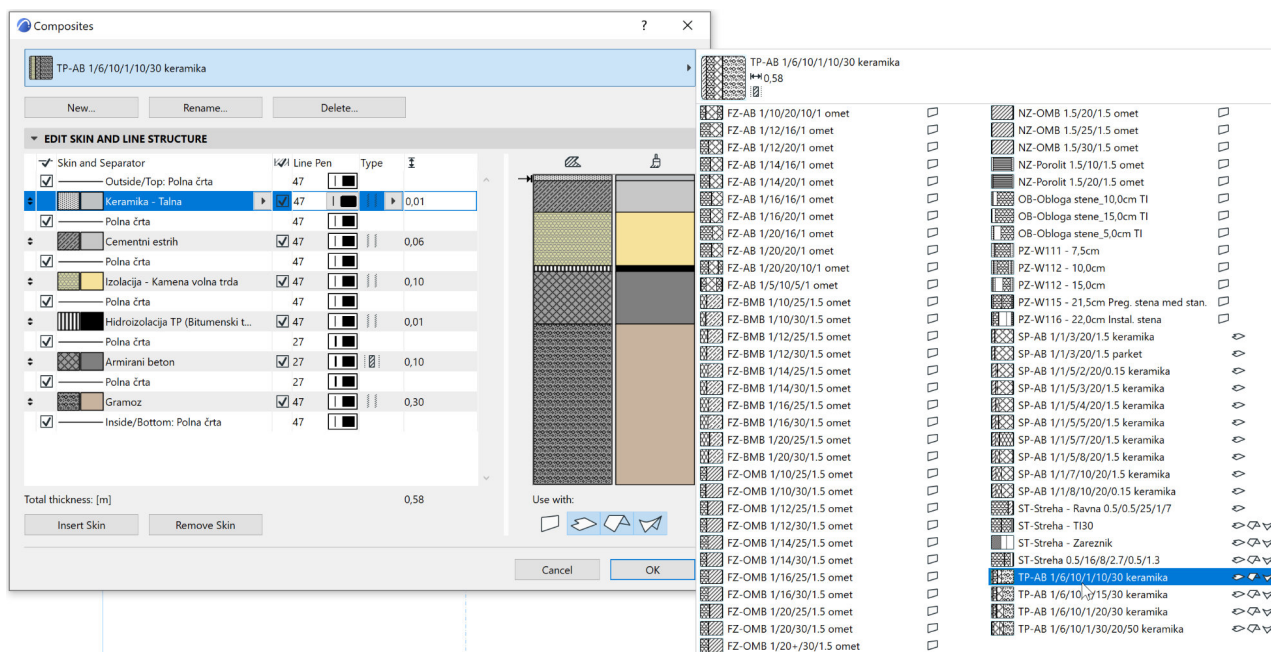 Composites
?
TP-AB 1/6/10/1/10/30 keramika
New...
Rename...
Delete...
EDIT SKIN AND LINE STRUCTURE
Skin and Separator
Line Pen
Type
Outside/Top: Polna črta 47
Keramika - Talna 47 0,01
Polna črta 47
Cementni estrih 47 0,06
Polna črta 47
Izolacija - Kamena volna trda 47 0,10
Polna črta 47
Hidroizolacija TP (Bitumenski t... 47 0,01
Polna črta 27
Armirani beton 27 0,10
Polna črta 27
Gramoz 47 0,30
Inside/Bottom: Polna črta 47
Total thickness: [m] 0,58
Insert Skin
Remove Skin
Use with:
Cancel
OK
TP-AB 1/6/10/1/10/30 keramika
0,58
FZ-AB 1/10/20/10/1 omet
FZ-AB 1/12/16/1 omet
FZ-AB 1/12/20/1 omet
FZ-AB 1/14/16/1 omet
FZ-AB 1/14/20/1 omet
FZ-AB 1/16/16/1 omet
FZ-AB 1/16/20/1 omet
FZ-AB 1/20/16/1 omet
FZ-AB 1/20/20/1 omet
FZ-AB 1/20/20/10/1 omet
FZ-AB 1/5/10/5/1 omet
FZ-BMB 1/10/25/1.5 omet
FZ-BMB 1/10/30/1.5 omet
FZ-BMB 1/12/25/1.5 omet
FZ-BMB 1/12/30/1.5 omet
FZ-BMB 1/14/25/1.5 omet
FZ-BMB 1/14/30/1.5 omet
FZ-BMB 1/16/25/1.5 omet
FZ-BMB 1/16/30/1.5 omet
FZ-BMB 1/20/25/1.5 omet
FZ-BMB 1/20/30/1.5 omet
FZ-OMB 1/10/25/1.5 omet
FZ-OMB 1/10/30/1.5 omet
FZ-OMB 1/12/25/1.5 omet
FZ-OMB 1/12/30/1.5 omet
FZ-OMB 1/14/25/1.5 omet
FZ-OMB 1/14/30/1.5 omet
FZ-OMB 1/16/25/1.5 omet
FZ-OMB 1/16/30/1.5 omet
FZ-OMB 1/20/25/1.5 omet
FZ-OMB 1/20/30/1.5 omet
FZ-OMB 1/20+/30/1.5 omet
NZ-OMB 1.5/20/1.5 omet
NZ-OMB 1.5/25/1.5 omet
NZ-OMB 1.5/30/1.5 omet
NZ-Porolit 1.5/10/1.5 omet
NZ-Porolit 1.5/20/1.5 omet
OB-Obloga stene_10,0cm TI
OB-Obloga stene_15,0cm TI
OB-Obloga stene_5,0cm TI
PZ-W111 - 7,5cm
PZ-W112 - 10,0cm
PZ-W112 - 15,0cm
PZ-W115 - 21,5cm Preg. stena med stan.
PZ-W116 - 22,0cm Instal. stena
SP-AB 1/1/3/20/1.5 keramika
SP-AB 1/1/3/20/1.5 parket
SP-AB 1/1/5/2/20/0.15 keramika
SP-AB 1/1/5/3/20/1.5 keramika
SP-AB 1/1/5/4/20/1.5 keramika
SP-AB 1/1/5/5/20/1.5 keramika
SP-AB 1/1/5/7/20/1.5 keramika
SP-AB 1/1/5/8/20/1.5 keramika
SP-AB 1/1/7/10/20/1.5 keramika
SP-AB 1/1/8/10/20/0.15 keramika
ST-Streha - Ravna 0.5/0.5/25/1/7
ST-Streha - TI30
ST-Streha - Zareznik
ST-Streha 0.5/16/8/2.7/0.5/1.3
TP-AB 1/6/10/1/10/30 keramika
TP-AB 1/6/10/1/15/30 keramika
TP-AB 1/6/10/1/20/30 keramika
TP-AB 1/6/10/1/30/20/50 keramika